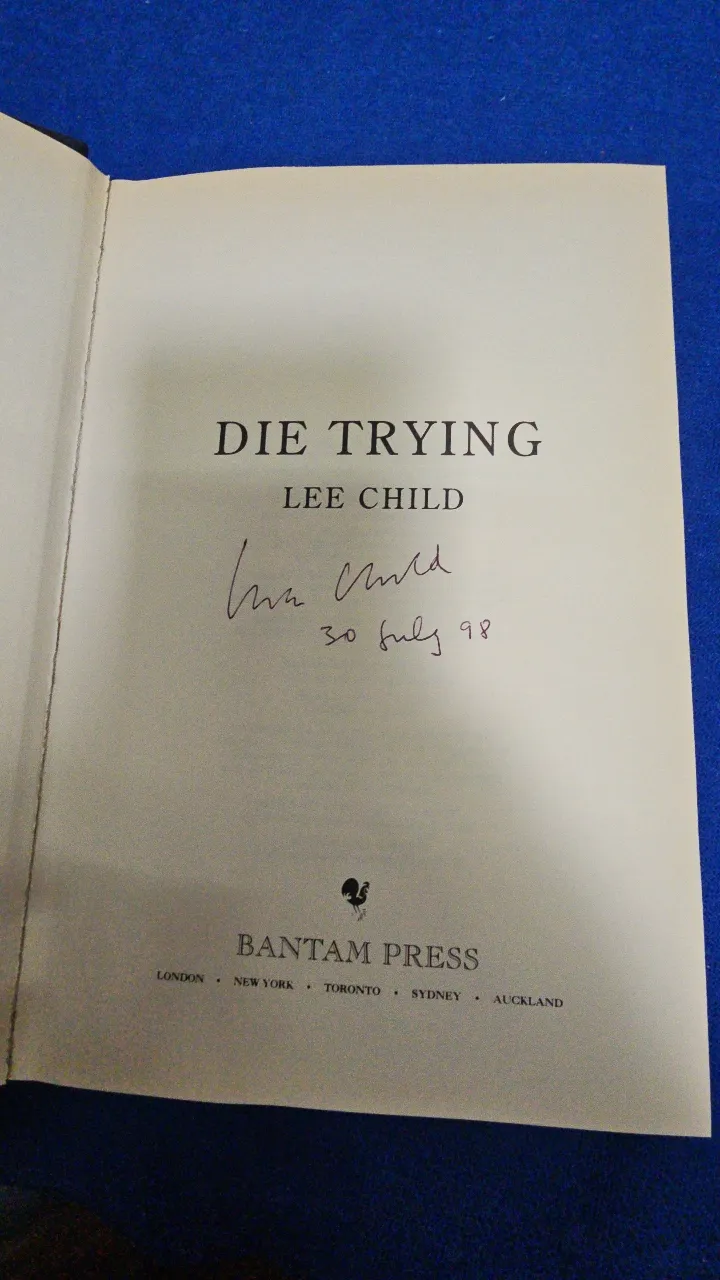 DIE TRYING
LEE CHILD
Lee Child
30 July 98
BANTAM PRESS
LONDON • NEW YORK • TORONTO • SYDNEY • AUCKLAND